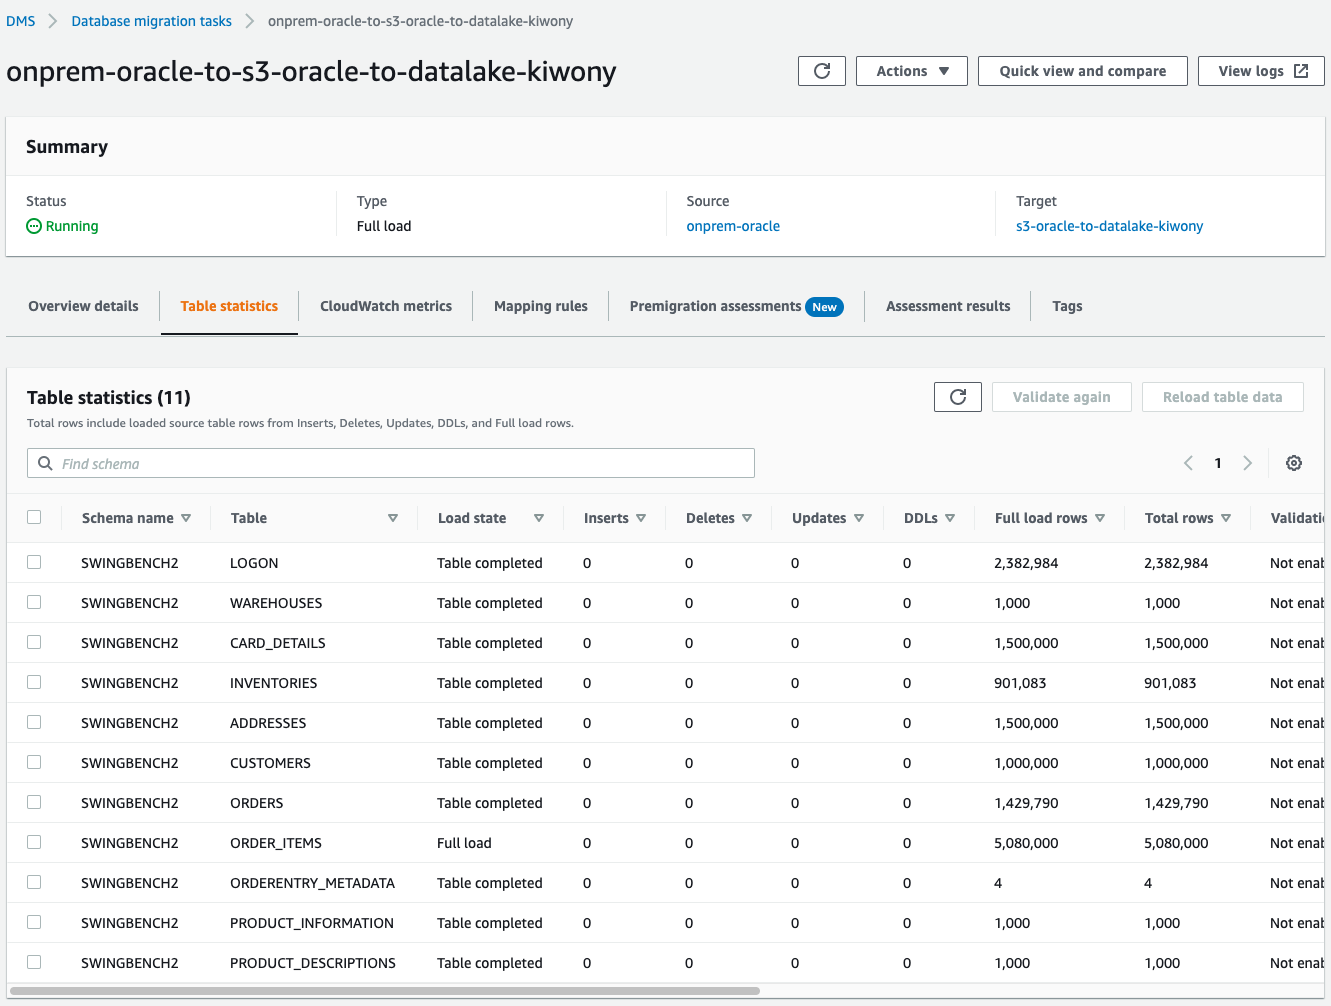 DMS > Database migration tasks > onprem-oracle-to-s3-oracle-to-datalake-kiwony
onprem-oracle-to-s3-oracle-to-datalake-kiwony Actions Quick view and compare View logs
Summary
Status Type Source Target
Running Full load onprem-oracle s3-oracle-to-datalake-kiwony
Overview details Table statistics CloudWatch metrics Mapping rules Premigration assessments New Assessment results Tags
Table statistics (11) Validate again Reload table data
Total rows include loaded source table rows from Inserts, Deletes, Updates, DDLs, and Full load rows.
Find schema < 1 >
Schema name Table Load state Inserts Deletes Updates DDLs Full load rows Total rows Validati
SWINGBENCH2 LOGON Table completed 0 0 0 0 2,382,984 2,382,984 Not enab
SWINGBENCH2 WAREHOUSES Table completed 0 0 0 0 1,000 1,000 Not enab
SWINGBENCH2 CARD_DETAILS Table completed 0 0 0 0 1,500,000 1,500,000 Not enab
SWINGBENCH2 INVENTORIES Table completed 0 0 0 0 901,083 901,083 Not enab
SWINGBENCH2 ADDRESSES Table completed 0 0 0 0 1,500,000 1,500,000 Not enab
SWINGBENCH2 CUSTOMERS Table completed 0 0 0 0 1,000,000 1,000,000 Not enab
SWINGBENCH2 ORDERS Table completed 0 0 0 0 1,429,790 1,429,790 Not enab
SWINGBENCH2 ORDER_ITEMS Full load 0 0 0 0 5,080,000 5,080,000 Not enab
SWINGBENCH2 ORDERENTRY_METADATA Table completed 0 0 0 0 4 4 Not enab
SWINGBENCH2 PRODUCT_INFORMATION Table completed 0 0 0 0 1,000 1,000 Not enab
SWINGBENCH2 PRODUCT_DESCRIPTIONS Table completed 0 0 0 0 1,000 1,000 Not enab